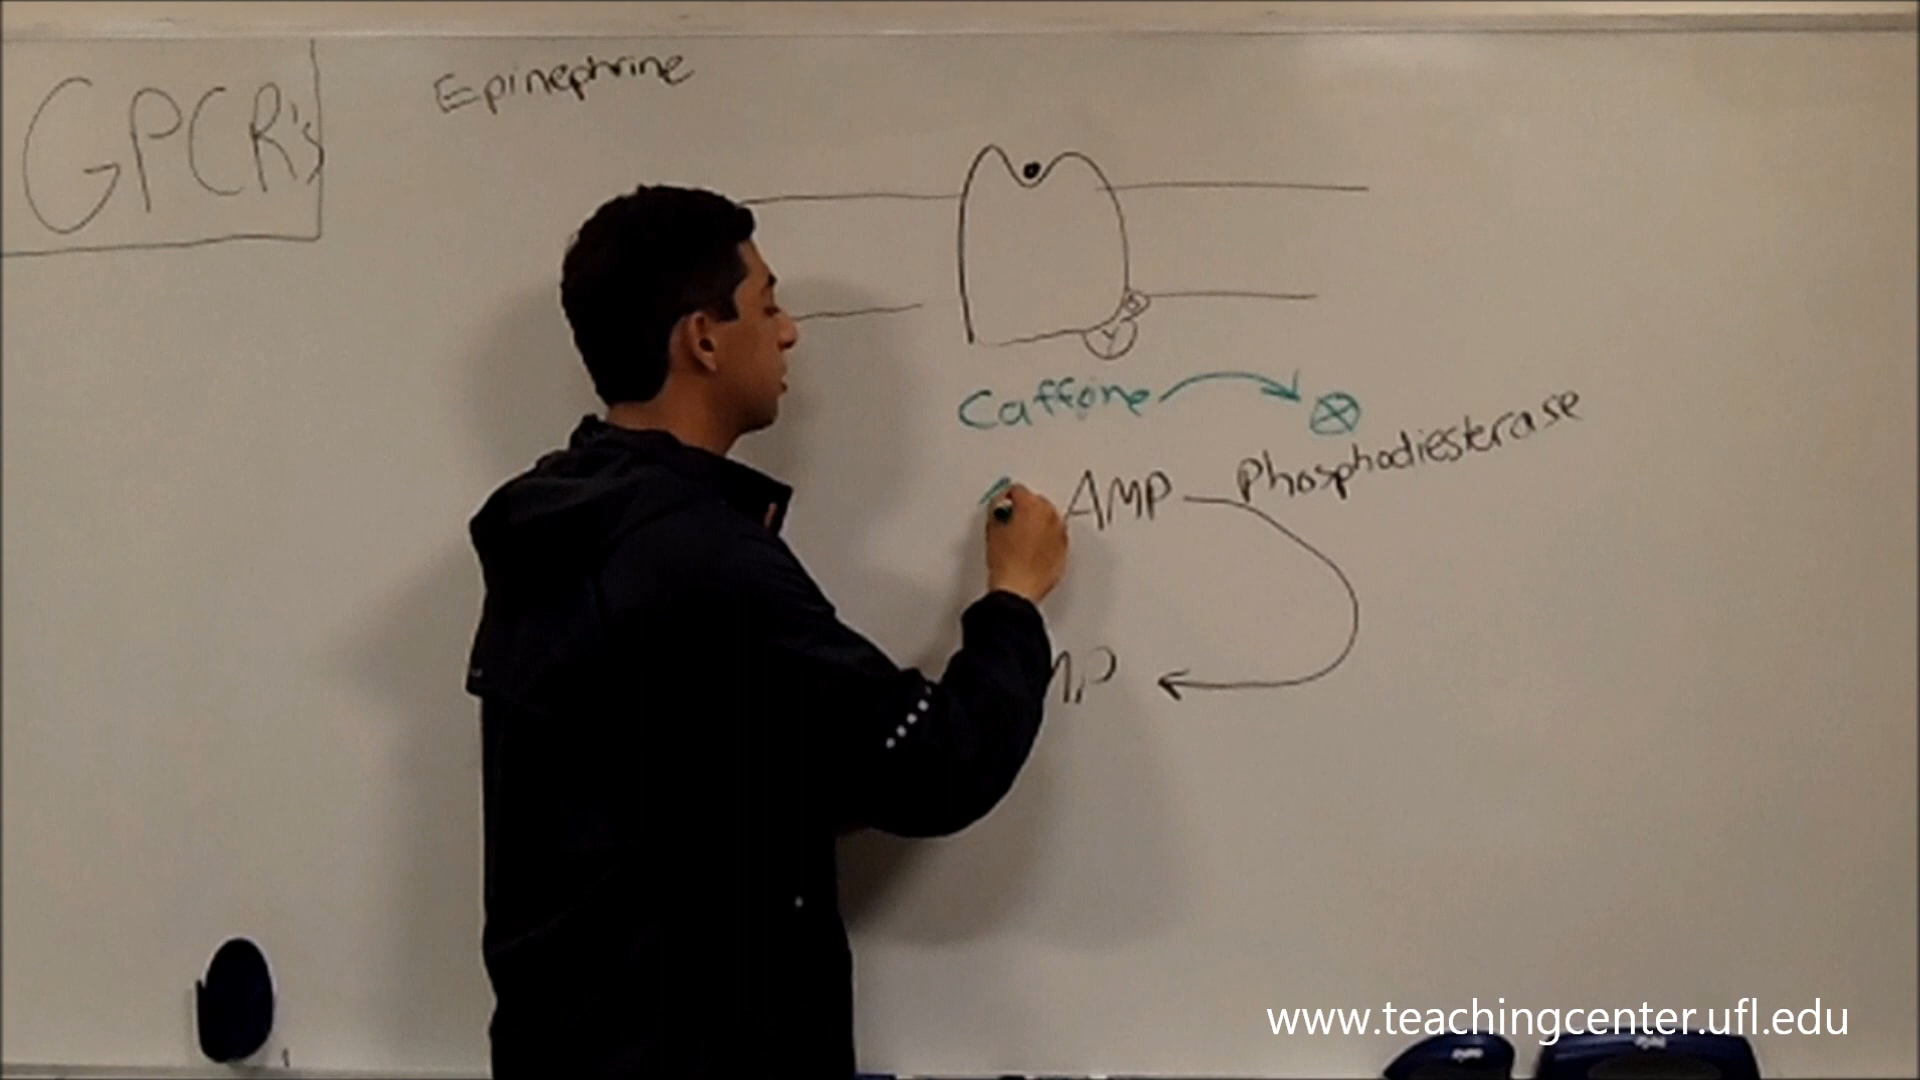 GPCR's
Epinephrine
Caffeine
Phosphodiesterase
AMP
www.teachingcenter.ufl.edu